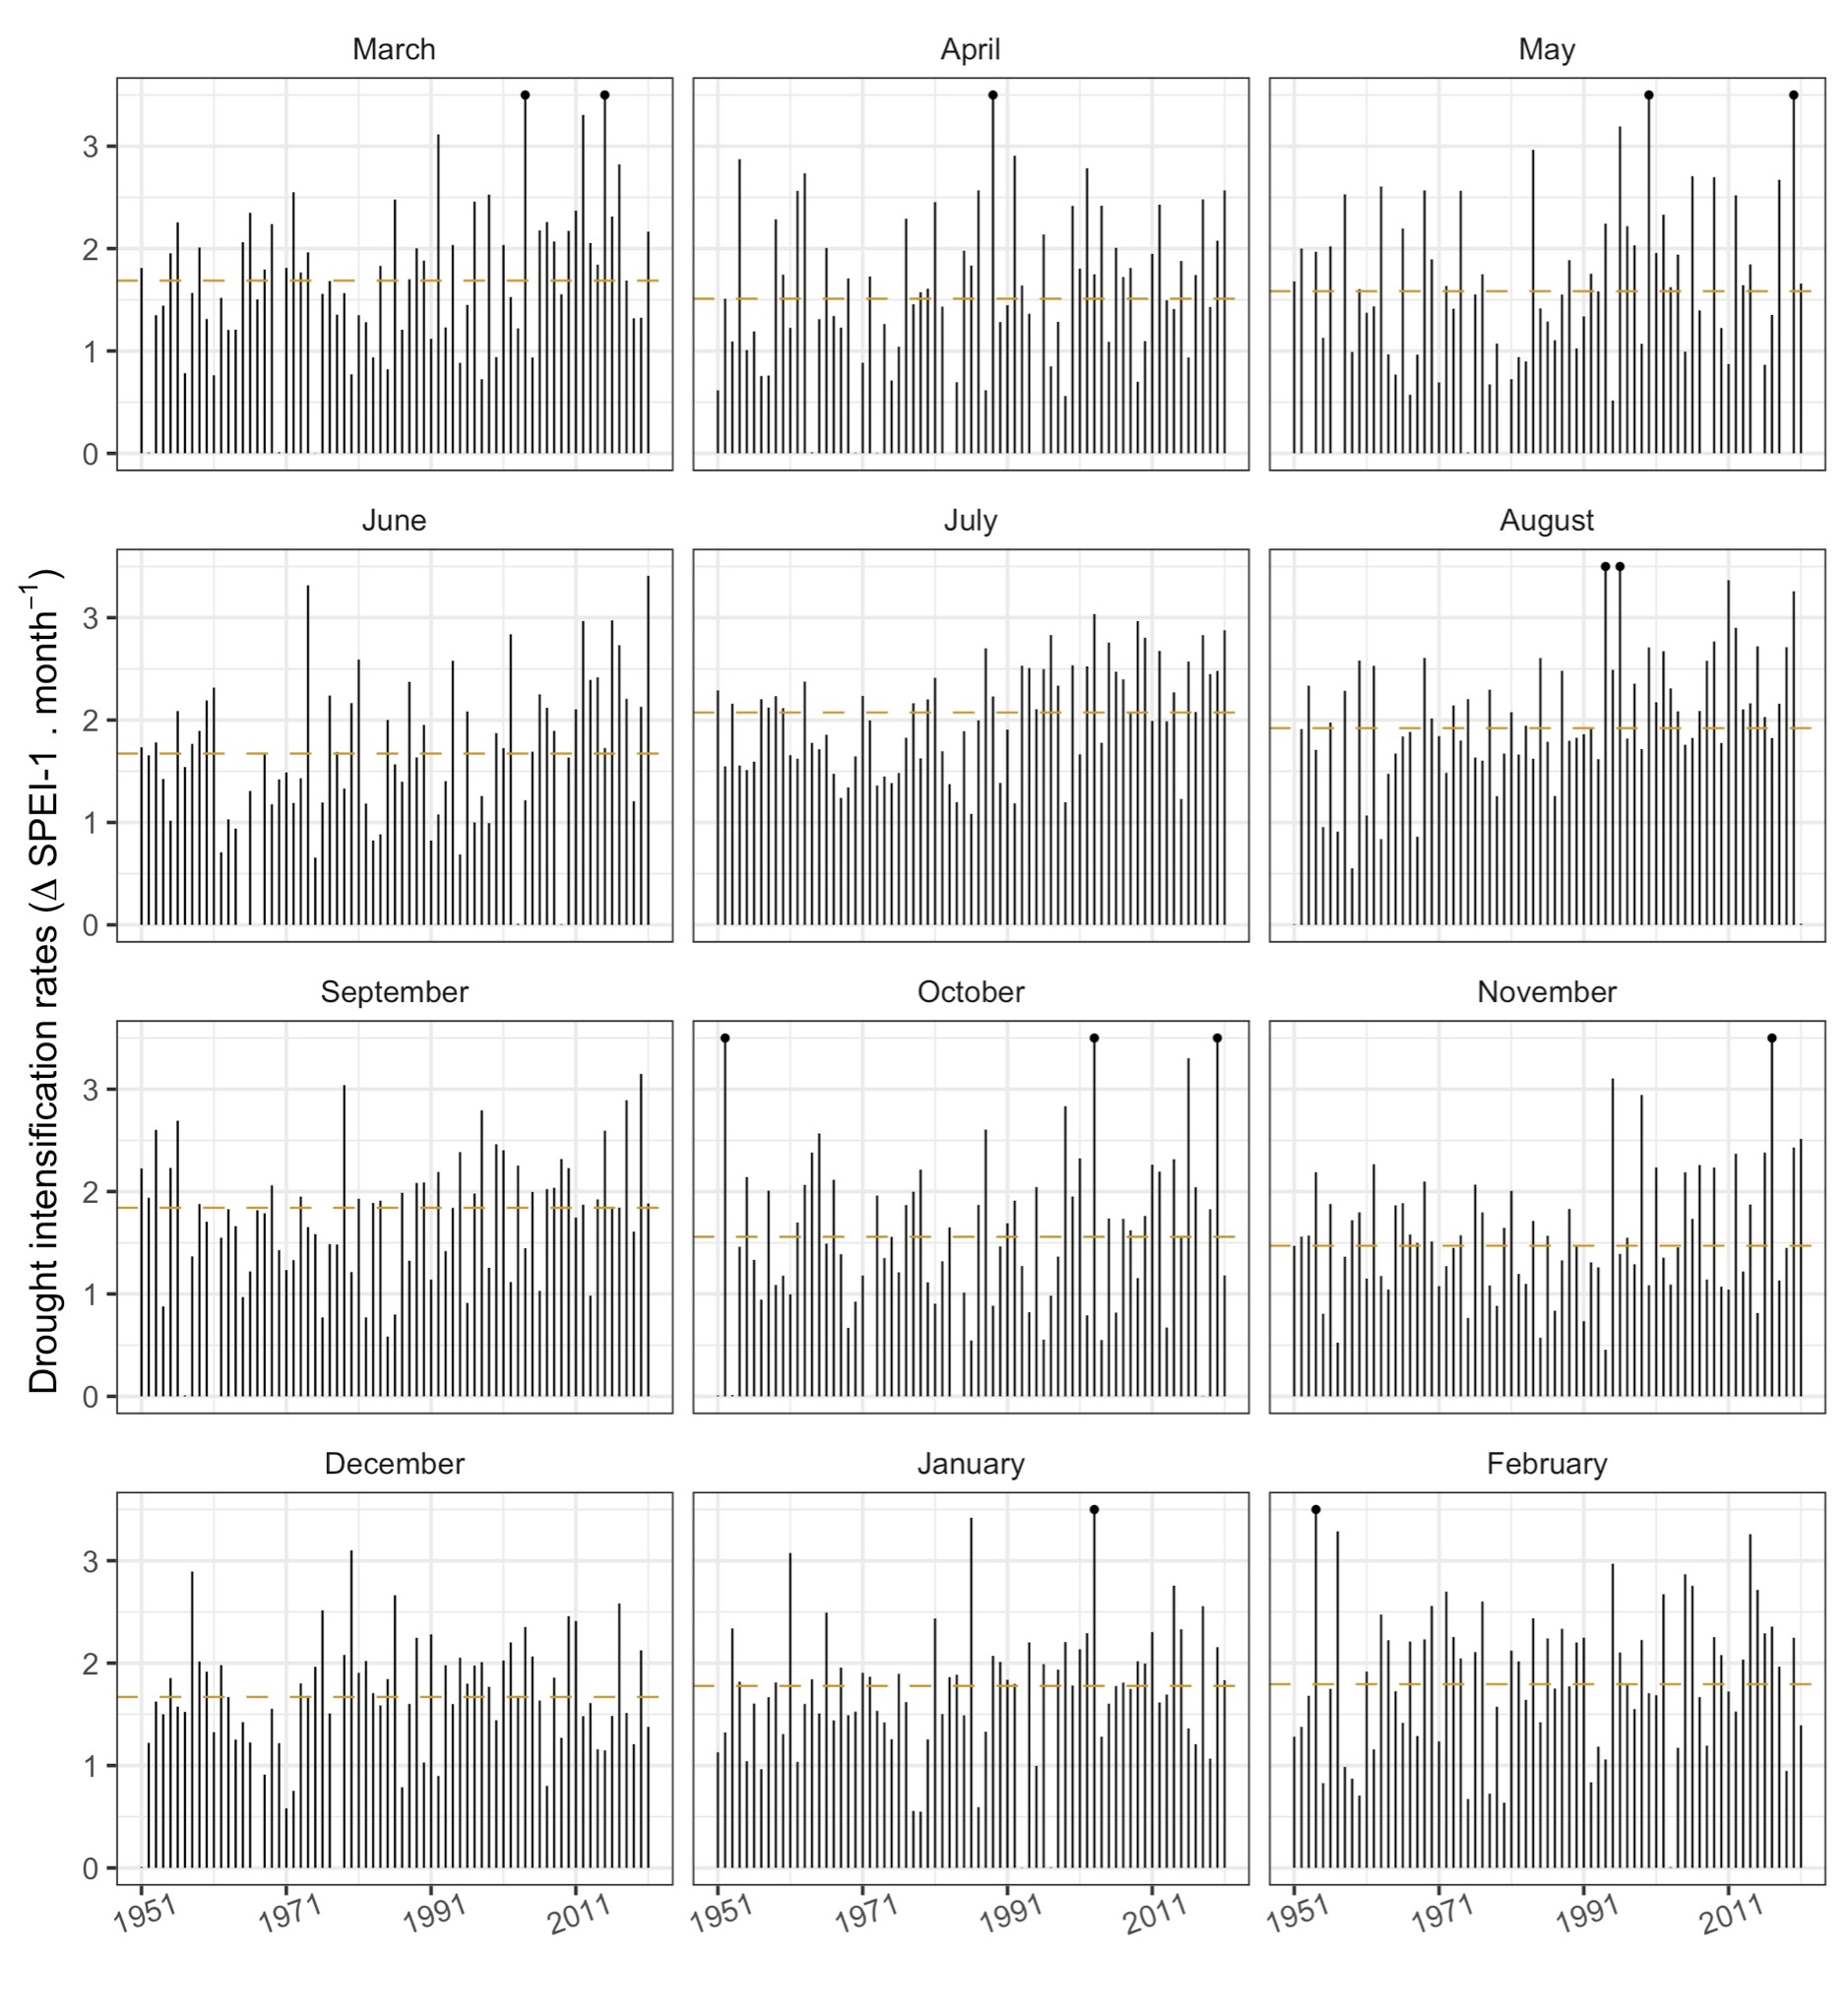 Drought intensification rates (Δ SPEI-1 . month⁻¹)
March April May
3
2
1
0
June July August
3
2
1
0
September October November
3
2
1
0
December January February
3
2
1
0
1951 1971 1991 2011 1951 1971 1991 2011 1951 1971 1991 2011